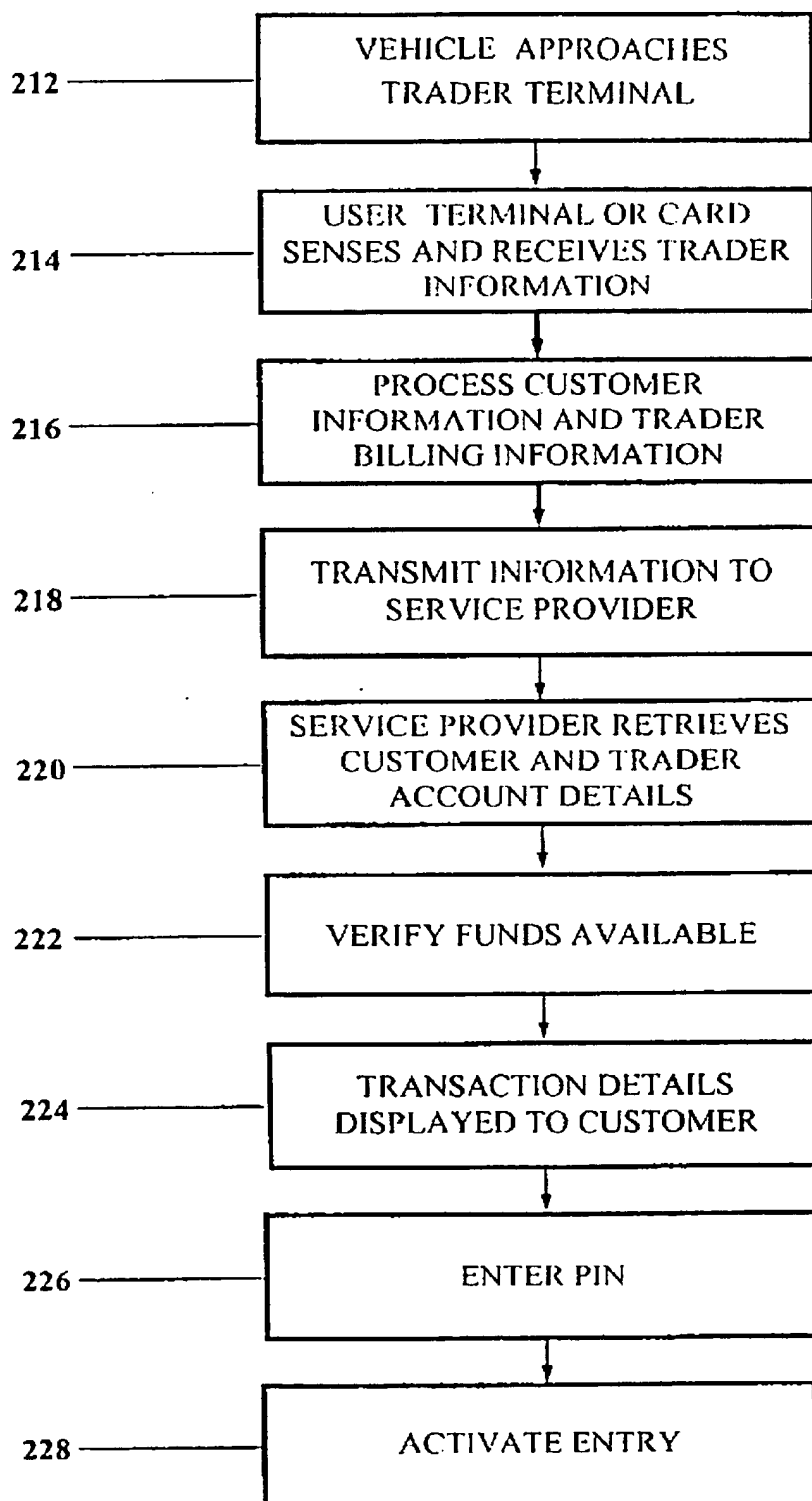 212
VEHICLE APPROACHES
TRADER TERMINAL
214
USER TERMINAL OR CARD
SENSES AND RECEIVES TRADER
INFORMATION
216
PROCESS CUSTOMER
INFORMATION AND TRADER
BILLING INFORMATION
218
TRANSMIT INFORMATION TO
SERVICE PROVIDER
220
SERVICE PROVIDER RETRIEVES
CUSTOMER AND TRADER
ACCOUNT DETAILS
222
VERIFY FUNDS AVAILABLE
224
TRANSACTION DETAILS
DISPLAYED TO CUSTOMER
226
ENTER PIN
228
ACTIVATE ENTRY